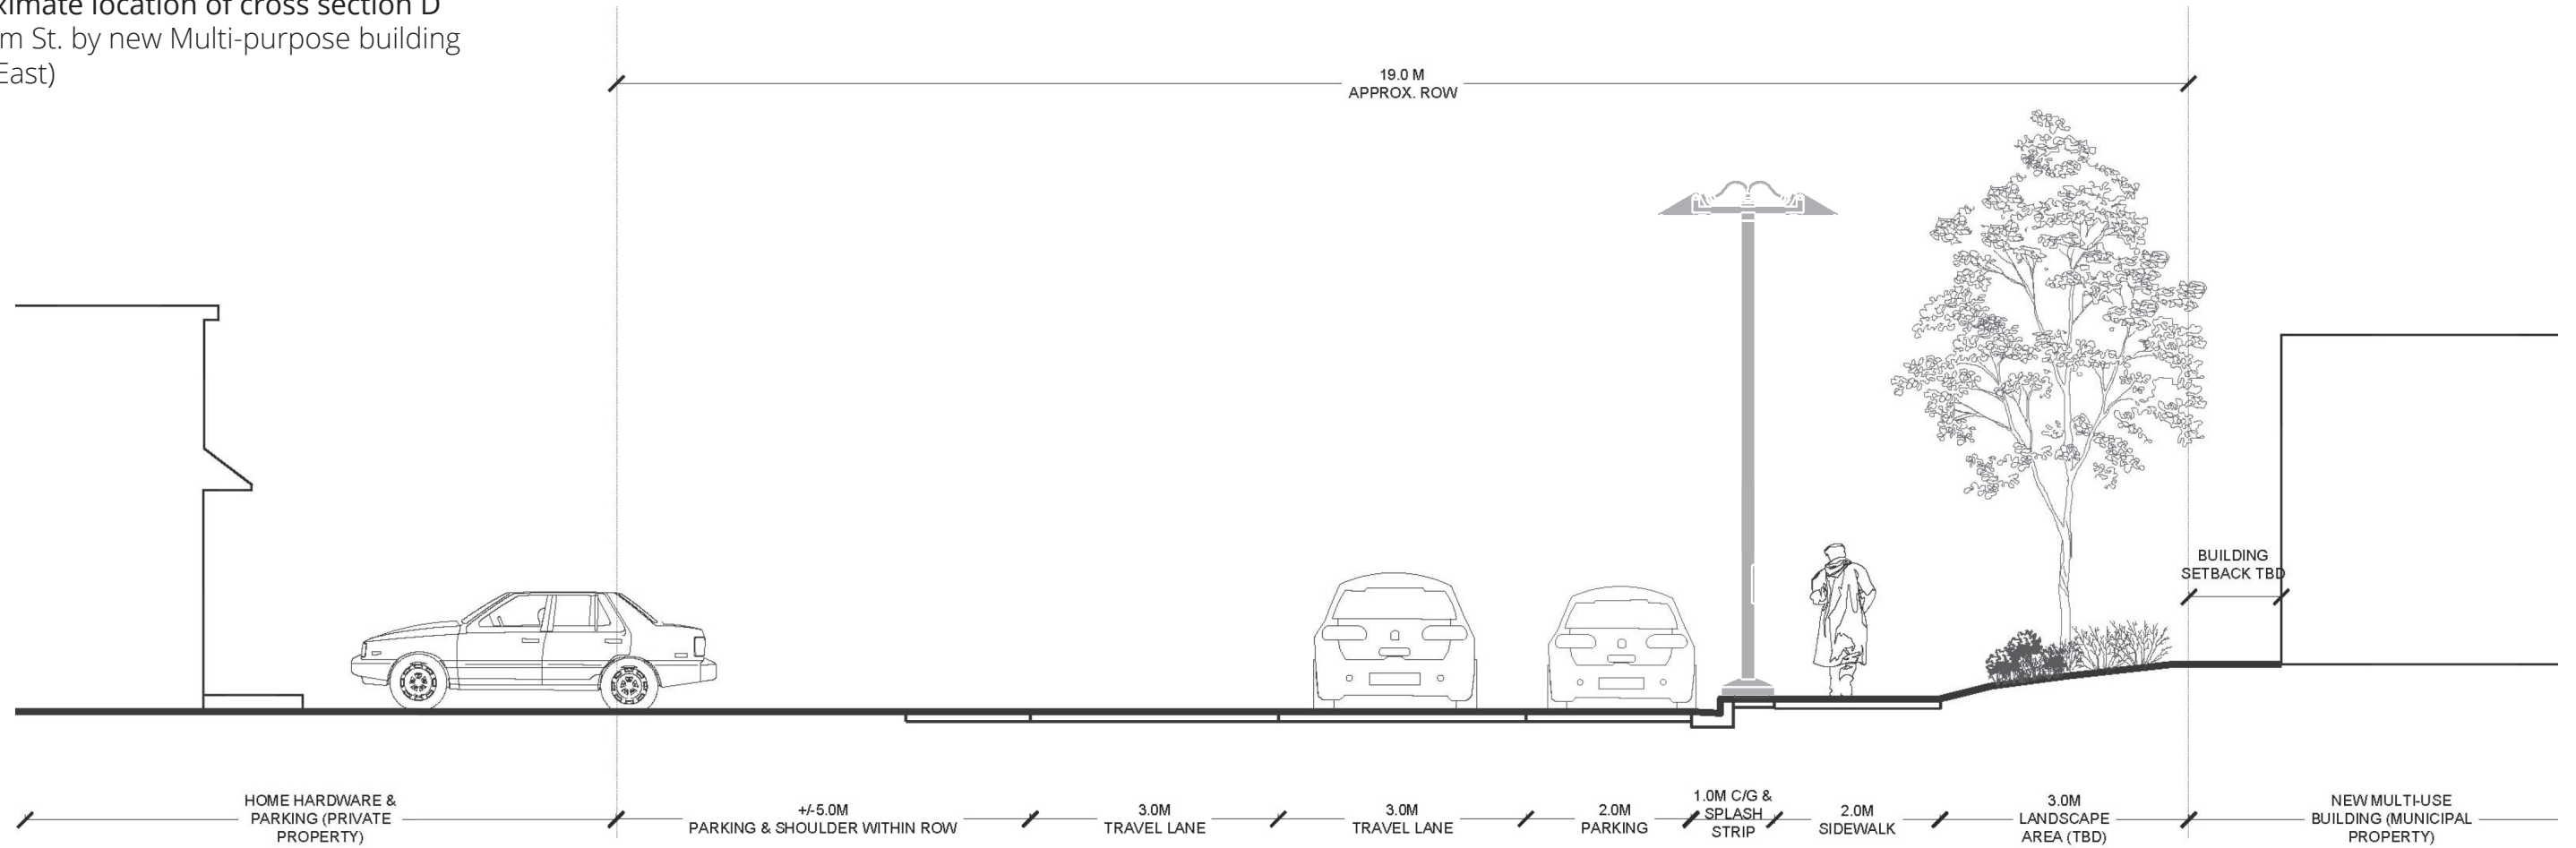 ximate location of cross section D
m St. by new Multi-purpose building
East)
19.0 M
APPROX. ROW
BUILDING
SETBACK TBD
HOME HARDWARE &
PARKING (PRIVATE
PROPERTY)
+/-5.0M
PARKING & SHOULDER WITHIN ROW
3.0M
TRAVEL LANE
3.0M
TRAVEL LANE
2.0M
PARKING
1.0M C/G &
SPLASH
STRIP
2.0M
SIDEWALK
3.0M
LANDSCAPE
AREA (TBD)
NEW MULTI-USE
BUILDING (MUNICIPAL
PROPERTY)